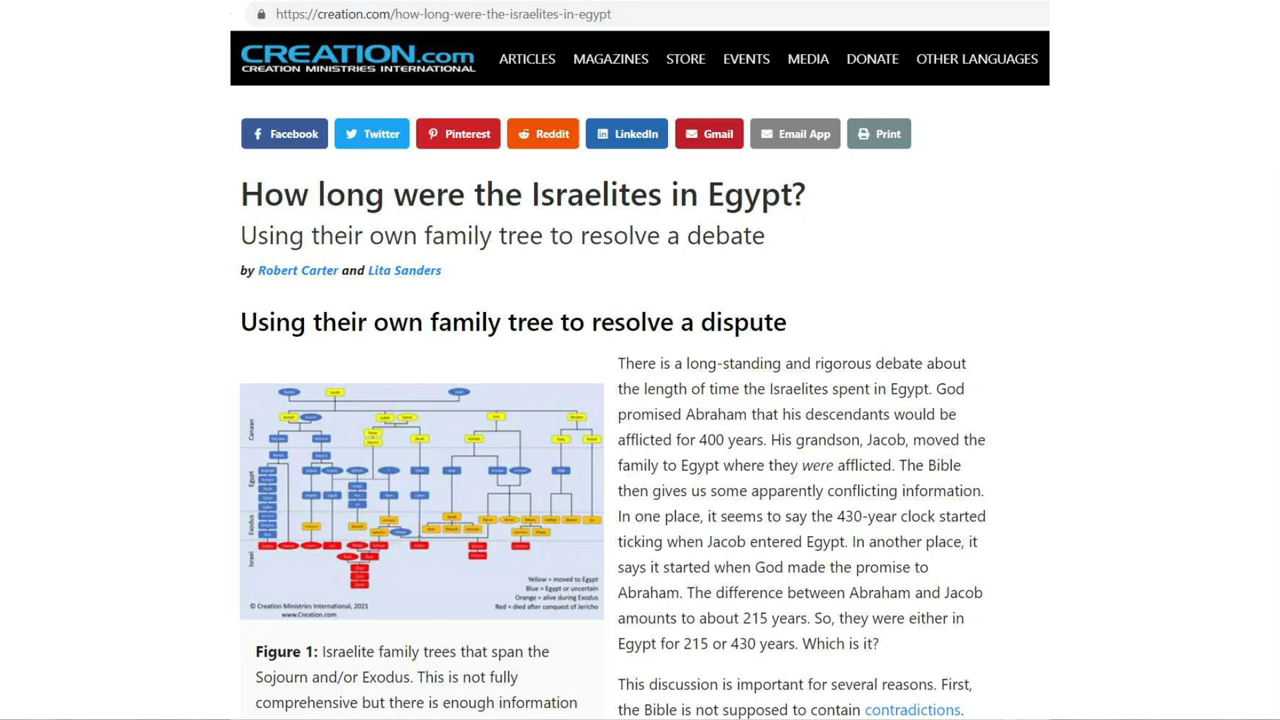 https://creation.com/how-long-were-the-israelites-in-egypt
CREATION.com
CREATION MINISTRIES INTERNATIONAL
ARTICLES MAGAZINES STORE EVENTS MEDIA DONATE OTHER LANGUAGES
Facebook Twitter Pinterest Reddit LinkedIn Gmail Email App Print
How long were the Israelites in Egypt?
Using their own family tree to resolve a debate
by Robert Carter and Lita Sanders
Using their own family tree to resolve a dispute
Canaan
Egypt
Exodus
Israel
Yellow = moved to Egypt
Blue = Egypt or uncertain
Orange = alive during Exodus
Red = died after conquest of Jericho
© Creation Ministries International, 2021
www.Creation.com
Figure 1: Israelite family trees that span the
Sojourn and/or Exodus. This is not fully
comprehensive but there is enough information
There is a long-standing and rigorous debate about
the length of time the Israelites spent in Egypt. God
promised Abraham that his descendants would be
afflicted for 400 years. His grandson, Jacob, moved the
family to Egypt where they were afflicted. The Bible
then gives us some apparently conflicting information.
In one place, it seems to say the 430-year clock started
ticking when Jacob entered Egypt. In another place, it
says it started when God made the promise to
Abraham. The difference between Abraham and Jacob
amounts to about 215 years. So, they were either in
Egypt for 215 or 430 years. Which is it?
This discussion is important for several reasons. First,
the Bible is not supposed to contain contradictions.